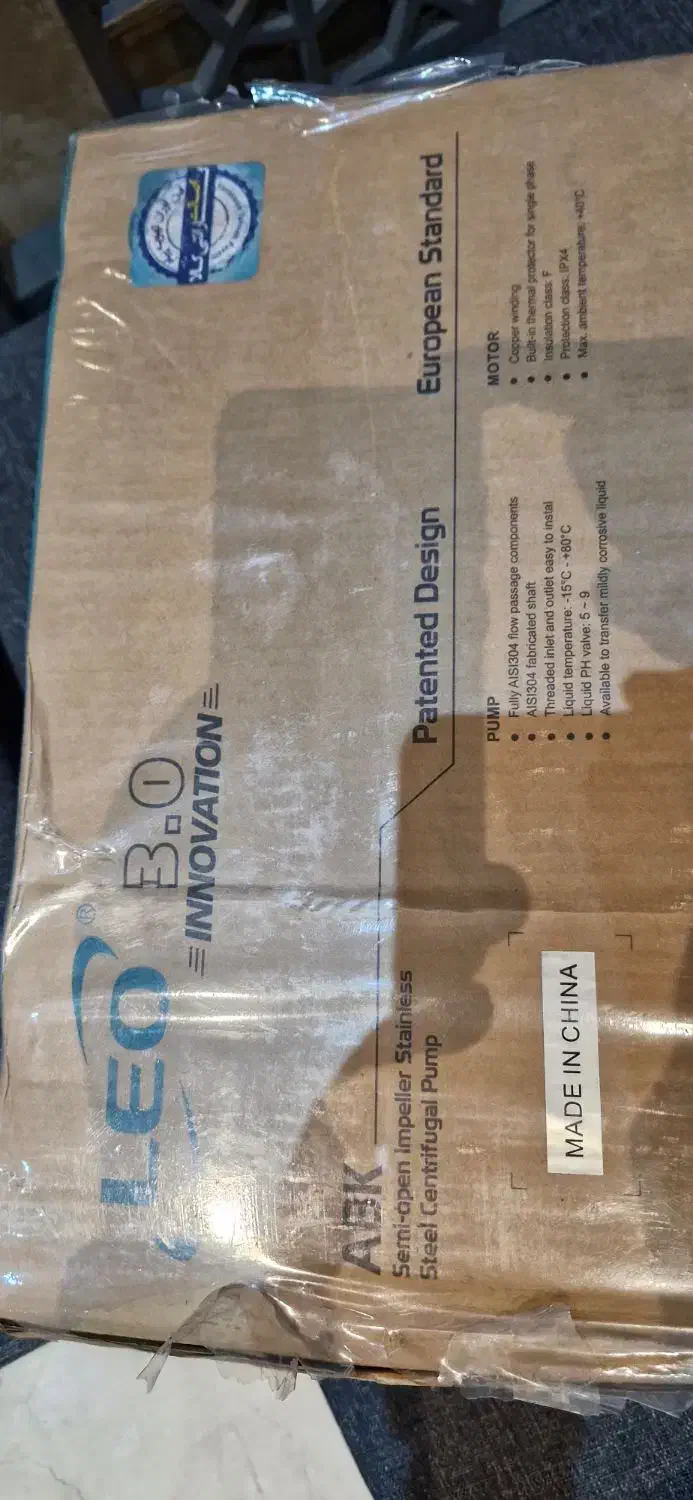 LEO®
3.0
INNOVATION
ABK
Semi-open Impeller Stainless
Steel Centrifugal Pump
Patented Design
European Standard
PUMP
● Fully AISI304 flow passage components
● AISI304 fabricated shaft
● Threaded inlet and outlet easy to instal
● Liquid temperature: -15°C - +80°C
● Liquid PH valve: 5 ~ 9
● Available to transfer mildly corrosive liquid
MOTOR
● Copper winding
● Built-in thermal protector for single phase
● Insulation class: F
● Protection class: IPX4
● Max. ambient temperature: +40°C
MADE IN CHINA